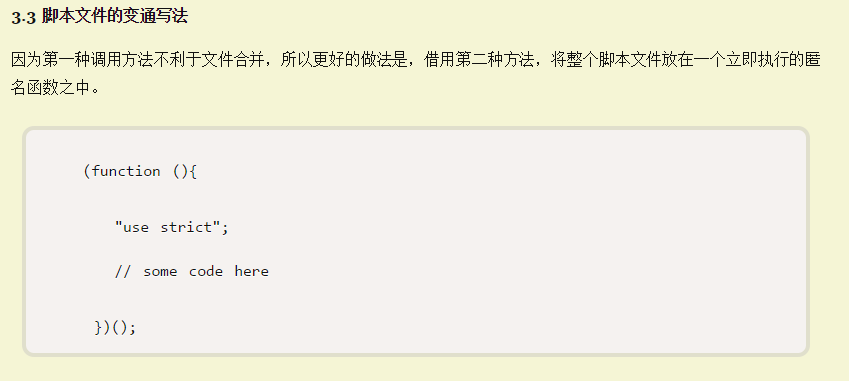 3.3 脚本文件的变通写法
因为第一种调用方法不利于文件合并，所以更好的做法是，借用第二种方法，将整个脚本文件放在一个立即执行的匿
名函数之中。
(function (){
"use strict";
// some code here
})();